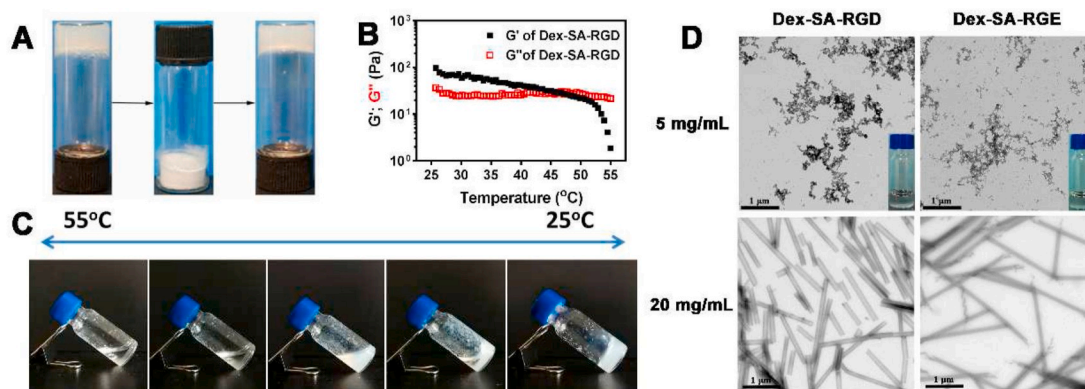 A
B
G'; G'' (Pa)
10³
10²
10¹
10⁰
G' of Dex-SA-RGD
G''of Dex-SA-RGD
25 30 35 40 45 50 55
Temperature (°C)
C
55°C 25°C
D
Dex-SA-RGD Dex-SA-RGE
5 mg/mL
1 μm 1 μm
20 mg/mL
1 μm 1 μm